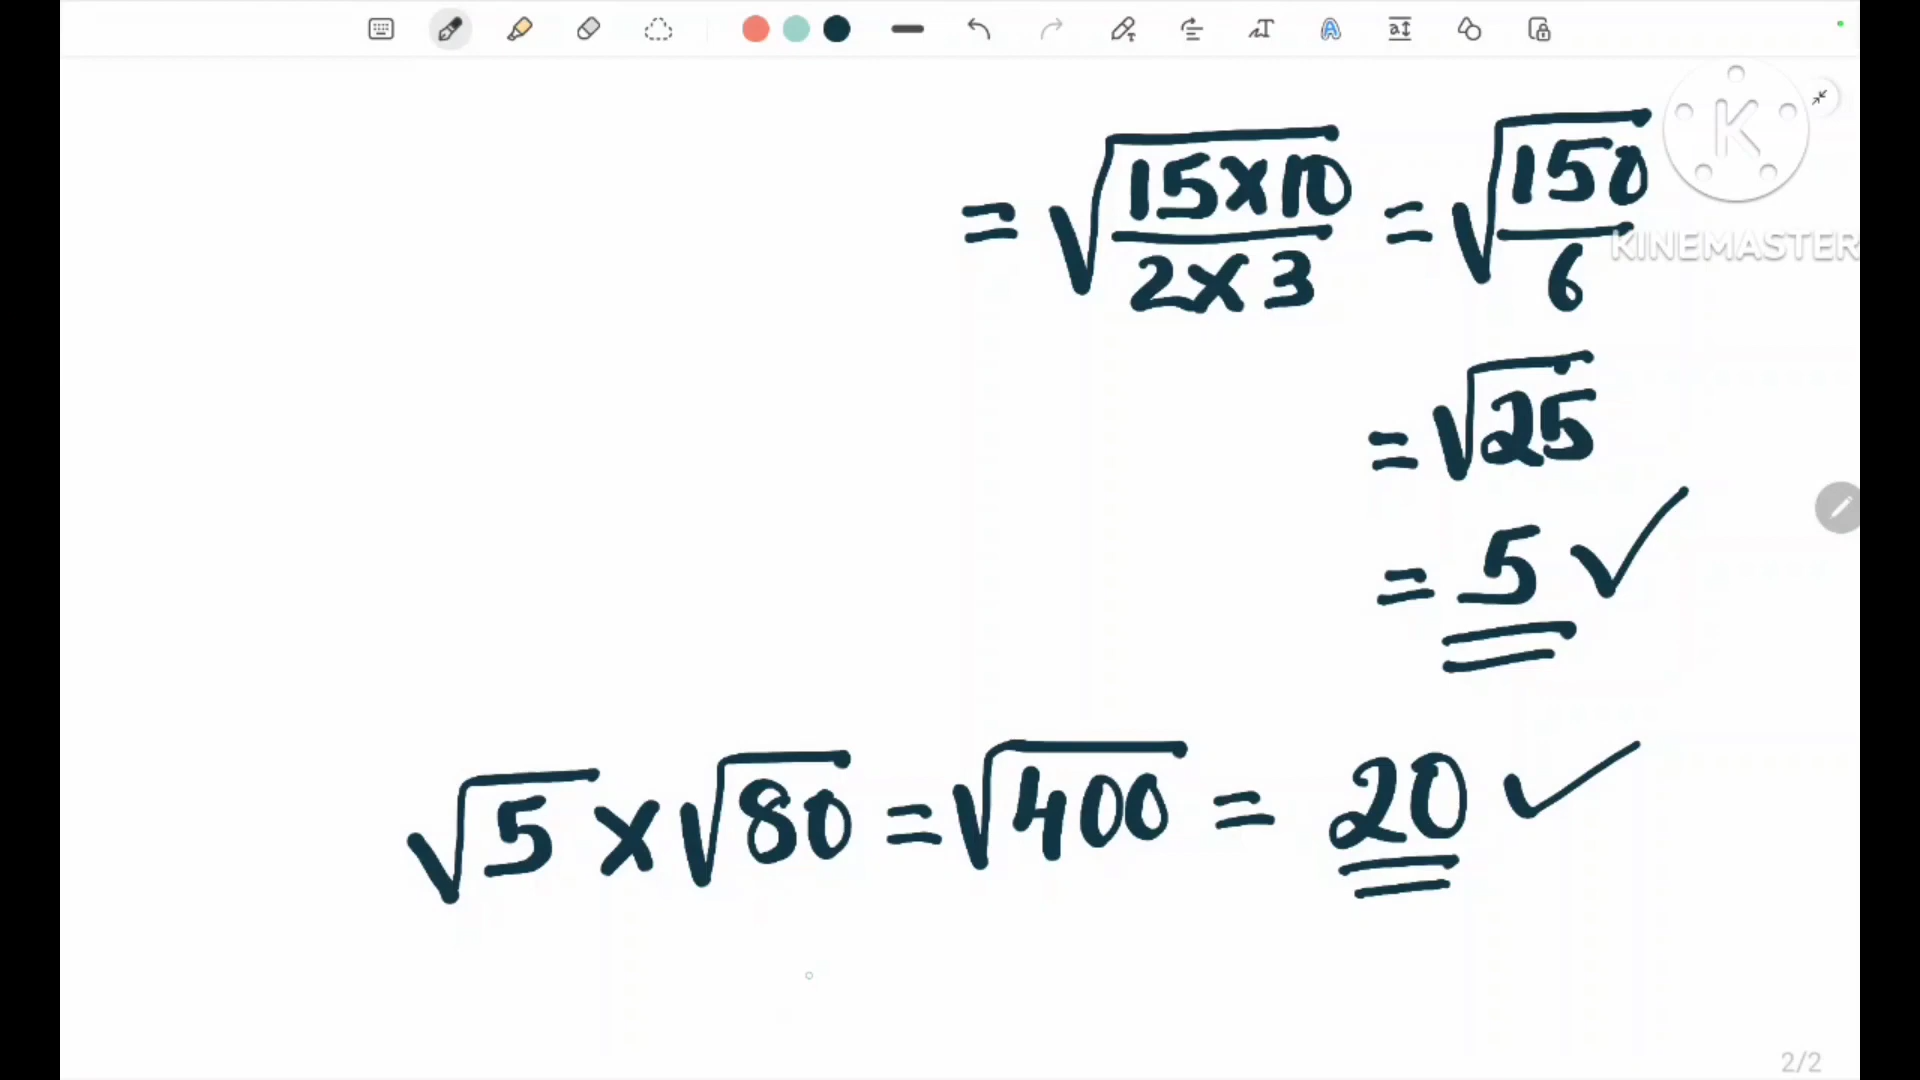 = √(15×10)/(2×3) = √150/6
K
KINEMASTER
= √25
= 5 ✓
√5 × √80 = √400 = 20 ✓
2/2